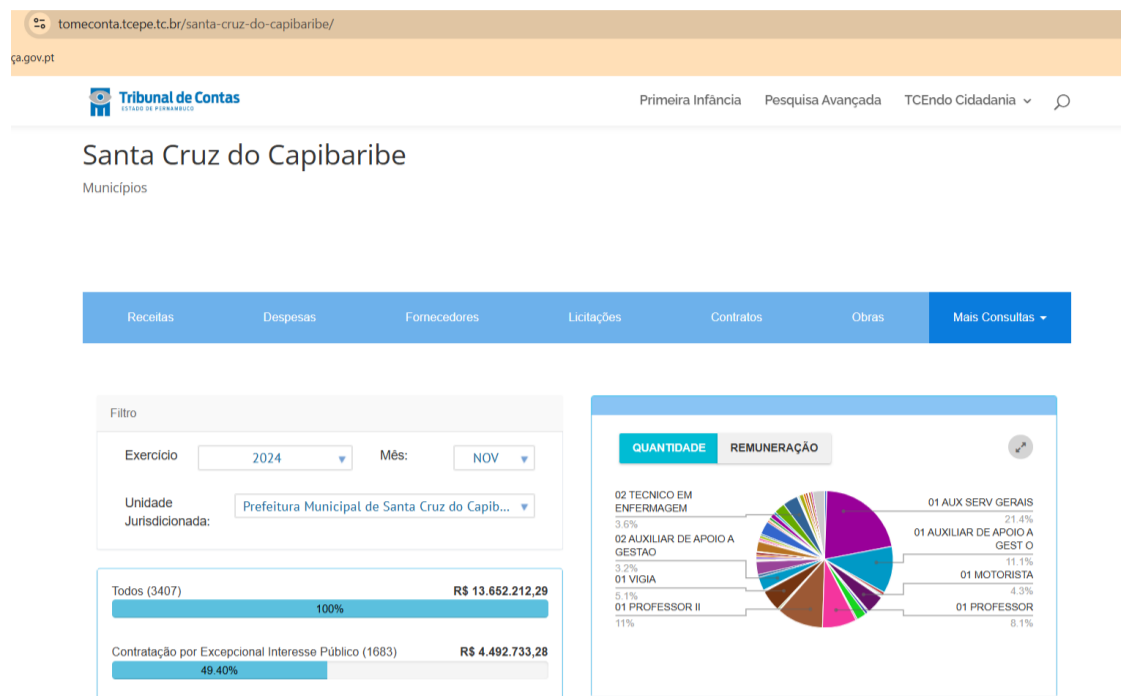 tomeconta.tcepe.tc.br/santa-cruz-do-capibaribe/
ça.gov.pt
Tribunal de Contas
ESTADO DE PERNAMBUCO
Primeira Infância
Pesquisa Avançada
TCEndo Cidadania
Santa Cruz do Capibaribe
Municípios
Receitas
Despesas
Fornecedores
Licitações
Contratos
Obras
Mais Consultas
Filtro
Exercício
2024
Mês:
NOV
Unidade
Jurisdicionada:
Prefeitura Municipal de Santa Cruz do Capib...
Todos (3407)
R$ 13.652.212,29
100%
Contratação por Excepcional Interesse Público (1683)
R$ 4.492.733,28
49.40%
QUANTIDADE
REMUNERAÇÃO
02 TECNICO EM
ENFERMAGEM
3.6%
02 AUXILIAR DE APOIO A
GESTAO
3.2%
01 VIGIA
5.1%
01 PROFESSOR II
11%
01 AUX SERV GERAIS
21.4%
01 AUXILIAR DE APOIO A
GEST O
11.1%
01 MOTORISTA
4.3%
01 PROFESSOR
8.1%